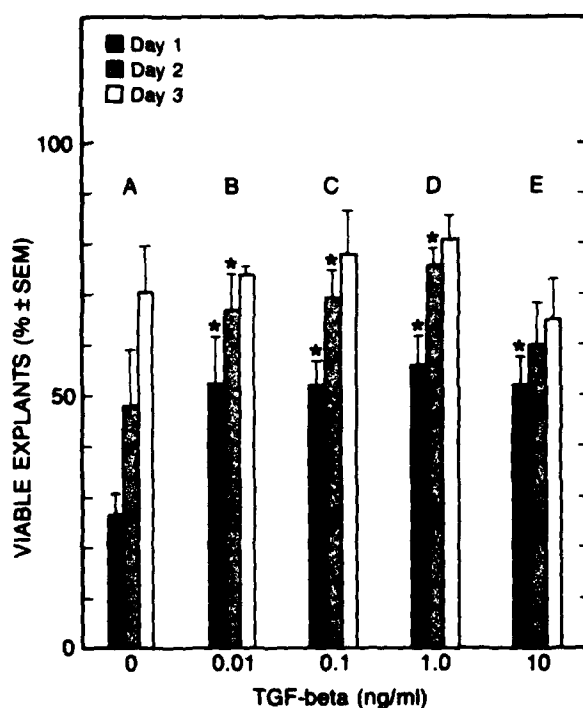 Day 1
Day 2
Day 3
100
A B C D E
* * * * * * *
50
0
VIABLE EXPLANTS (% ± SEM)
0 0.01 0.1 1.0 10
TGF-beta (ng/ml)